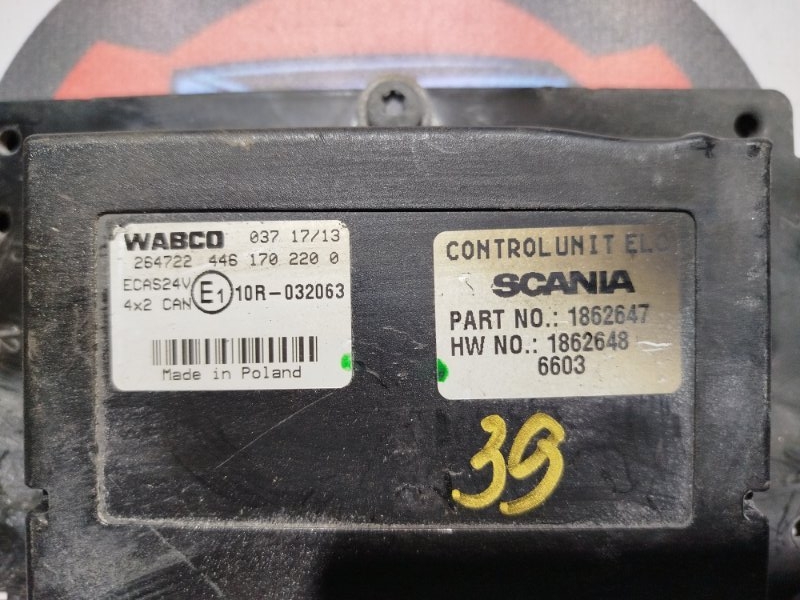 WABCO 037 17/13
264722 446 170 220 0
ECAS24V
4x2 CAN E1 10R-032063
Made in Poland
CONTROLUNIT ELC
SCANIA
PART NO.: 1862647
HW NO.: 1862648
6603
39